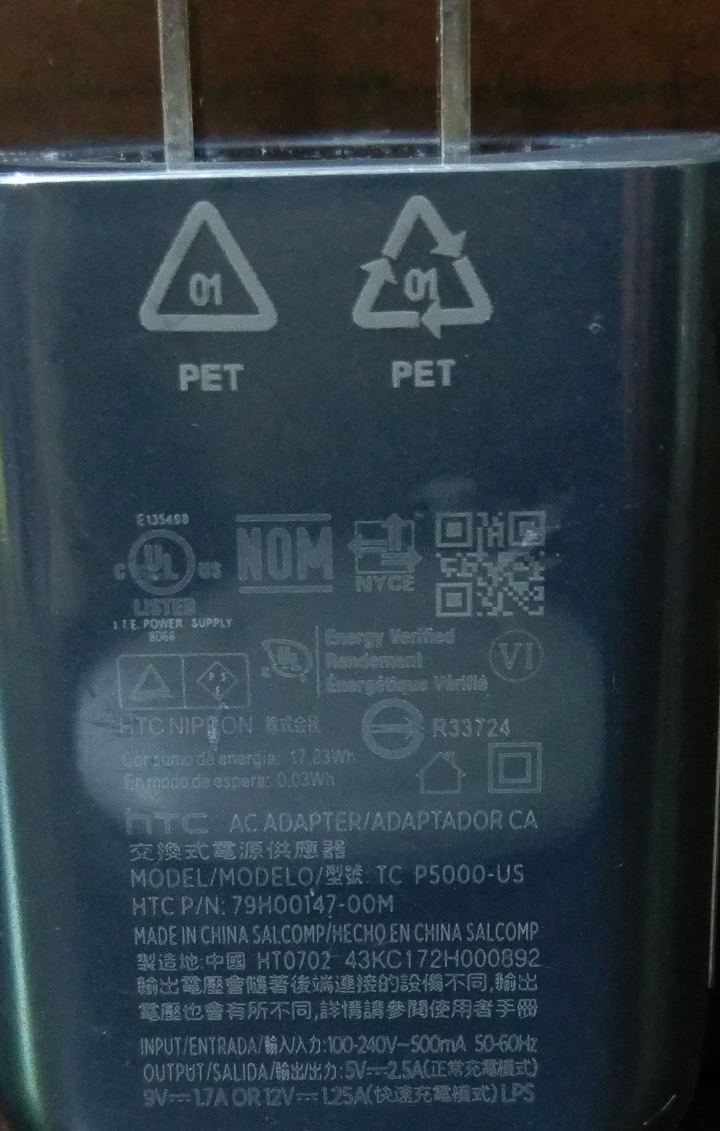 01 01
PET PET
E135498
UL
C US
LISTED
I.T.E. POWER SUPPLY
8D66
NOM
NYCE
Energy Verified
Rendement
Énergétique Vérifié
VI
P S E
HTC NIPPON 株式会社
R33724
Consumo de energía: 17.83Wh
En modo de espera: 0.03Wh
hTC AC ADAPTER/ADAPTADOR CA
交換式電源供應器
MODEL/MODELO/型號: TC P5000-US
HTC P/N: 79H00147-00M
MADE IN CHINA SALCOMP/HECHO EN CHINA SALCOMP
製造地:中國 HT0702 43KC172H000892
輸出電壓會隨著後端連接的設備不同,輸出
電壓也會有所不同,詳情請參閱使用者手冊
INPUT/ENTRADA/輸入/入力:100-240V~500mA 50-60Hz
OUTPUT/SALIDA/輸出/出力:5V⎓2.5A(正常充電模式)
9V⎓1.7A OR 12V⎓1.25A(快速充電模式) LPS